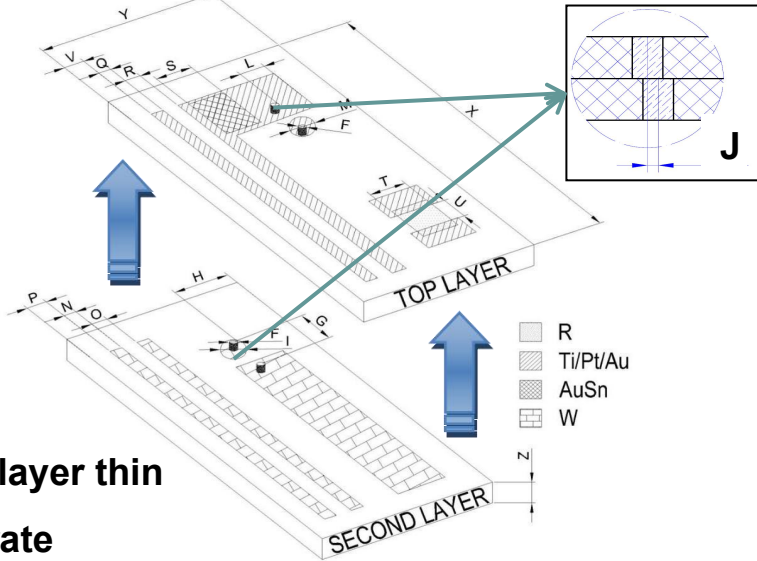 Y
V
Q
R
S
L
M
F
X
J
T
U
TOP LAYER
H
P
N
O
F
G
I
R
Ti/Pt/Au
AuSn
W
Z
layer thin
SECOND LAYER
ate